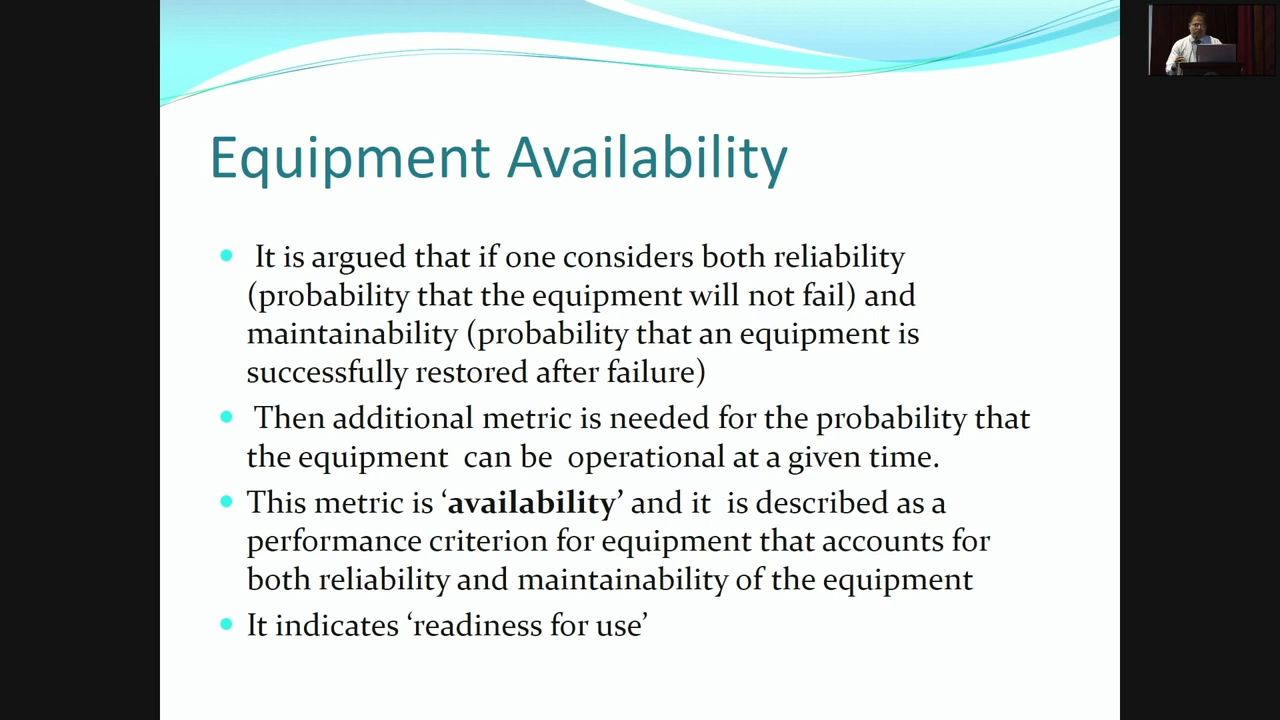 Equipment Availability
It is argued that if one considers both reliability
(probability that the equipment will not fail) and
maintainability (probability that an equipment is
successfully restored after failure)
Then additional metric is needed for the probability that
the equipment can be operational at a given time.
This metric is ‘availability’ and it is described as a
performance criterion for equipment that accounts for
both reliability and maintainability of the equipment
It indicates ‘readiness for use’